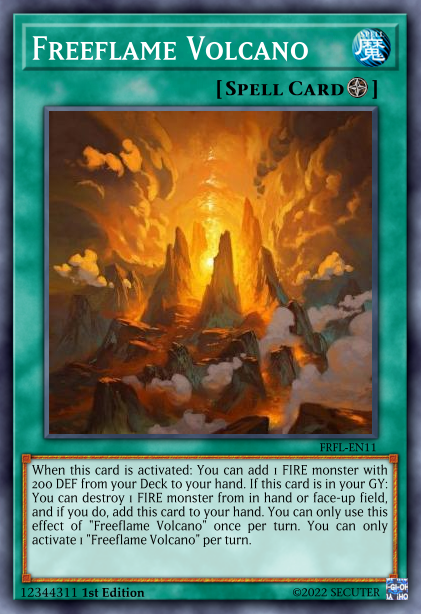 Freeflame Volcano
魔
[Spell Card]
FRFL-EN11
When this card is activated: You can add 1 FIRE monster with
200 DEF from your Deck to your hand. If this card is in your GY:
You can destroy 1 FIRE monster from in hand or face-up field,
and if you do, add this card to your hand. You can only use this
effect of "Freeflame Volcano" once per turn. You can only
activate 1 "Freeflame Volcano" per turn.
12344311 1st Edition
©2022 SECUTER